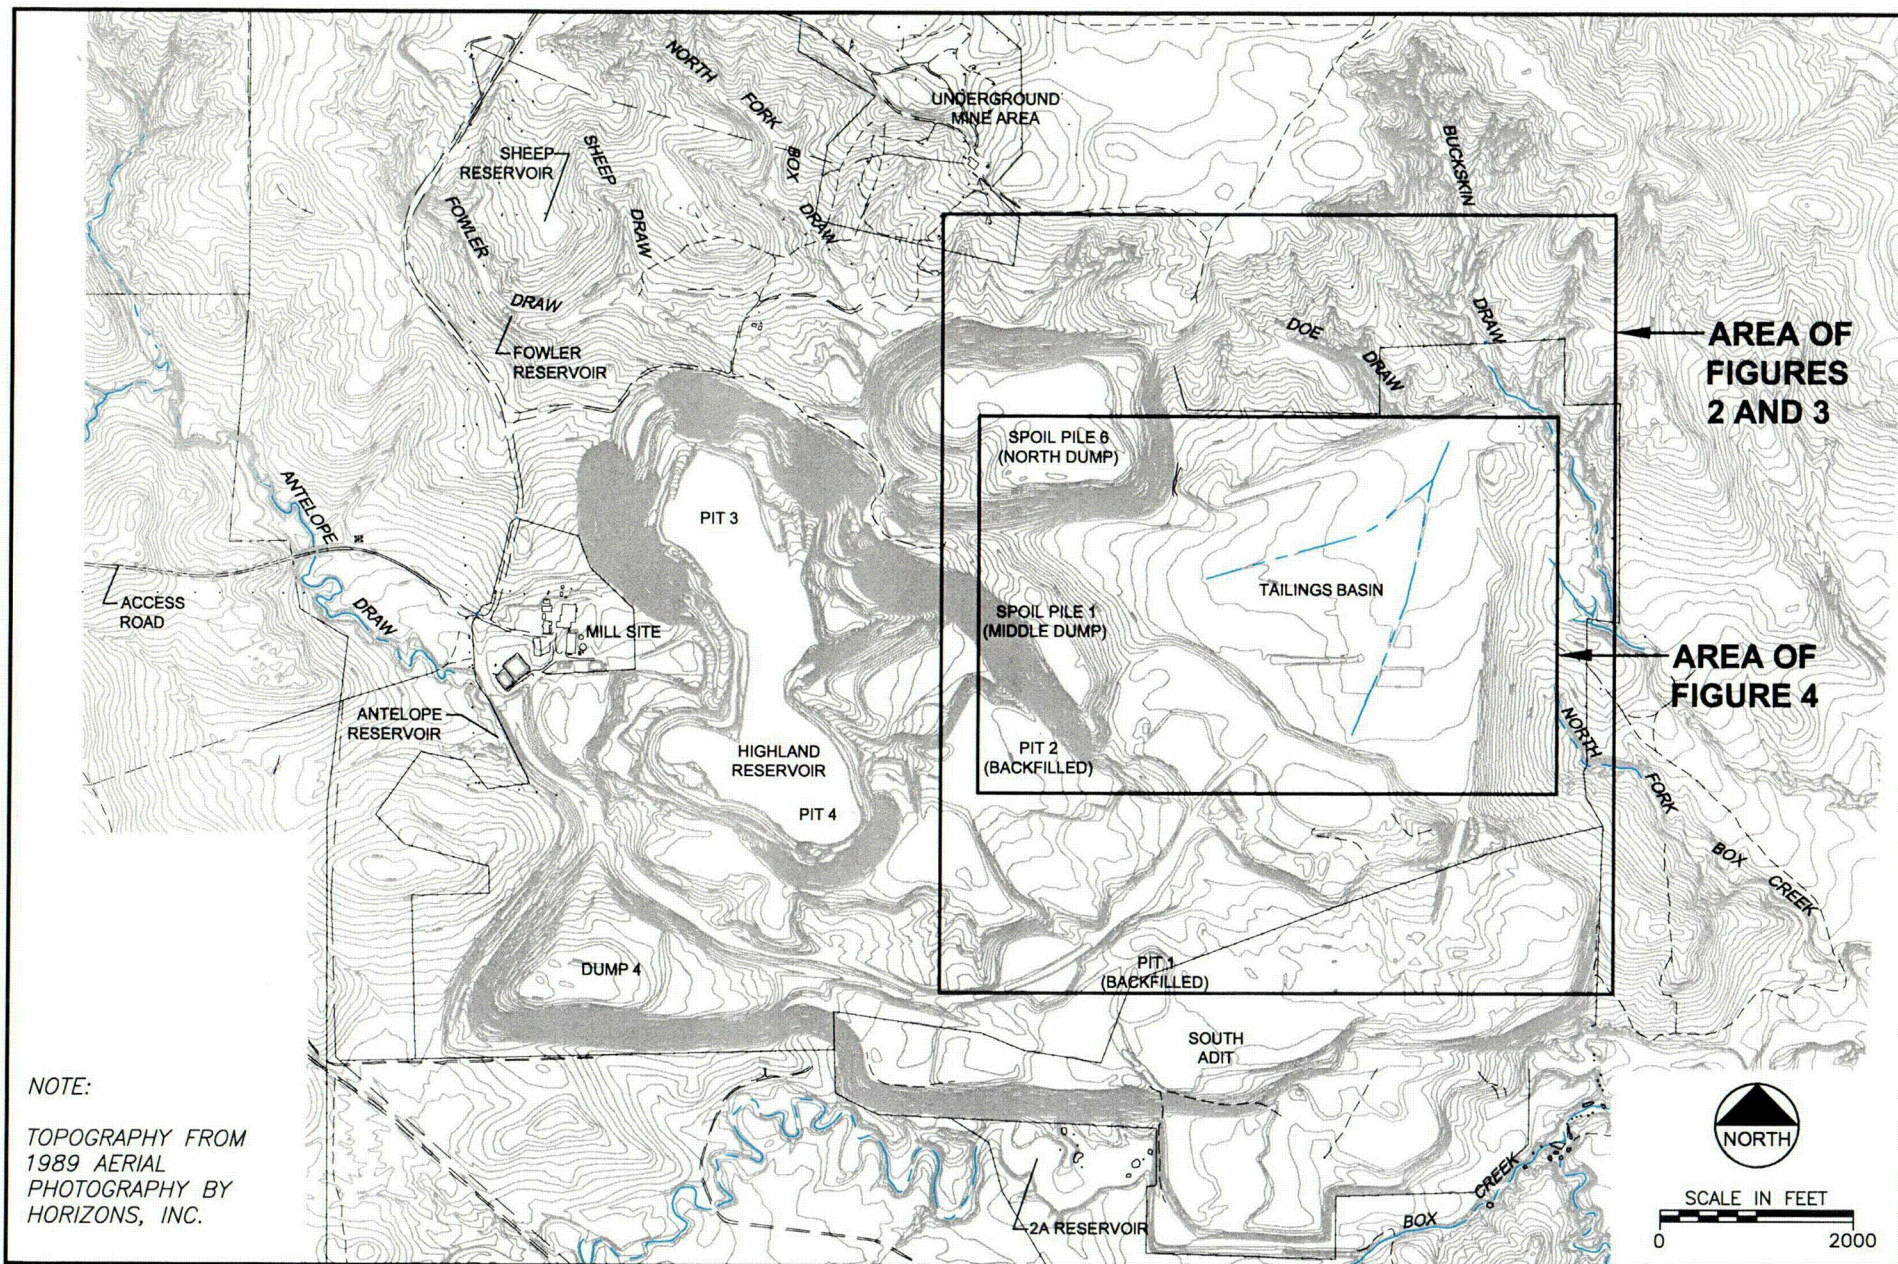 NORTH
FORK
BOX
DRAW
UNDERGROUND
MINE AREA
SHEEP
RESERVOIR
SHEEP
DRAW
FOWLER
DRAW
FOWLER
RESERVOIR
BUCKSKIN
DRAW
DOE
DRAW
AREA OF
FIGURES
2 AND 3
SPOIL PILE 6
(NORTH DUMP)
PIT 3
ANTELOPE
DRAW
ACCESS
ROAD
MILL SITE
TAILINGS BASIN
SPOIL PILE 1
(MIDDLE DUMP)
AREA OF
FIGURE 4
ANTELOPE
RESERVOIR
HIGHLAND
RESERVOIR
PIT 2
(BACKFILLED)
PIT 4
NORTH
FORK
BOX
CREEK
DUMP 4
PIT 1
(BACKFILLED)
SOUTH
ADIT
NOTE:
TOPOGRAPHY FROM
1989 AERIAL
PHOTOGRAPHY BY
HORIZONS, INC.
2A RESERVOIR
BOX
CREEK
NORTH
SCALE IN FEET
0 2000